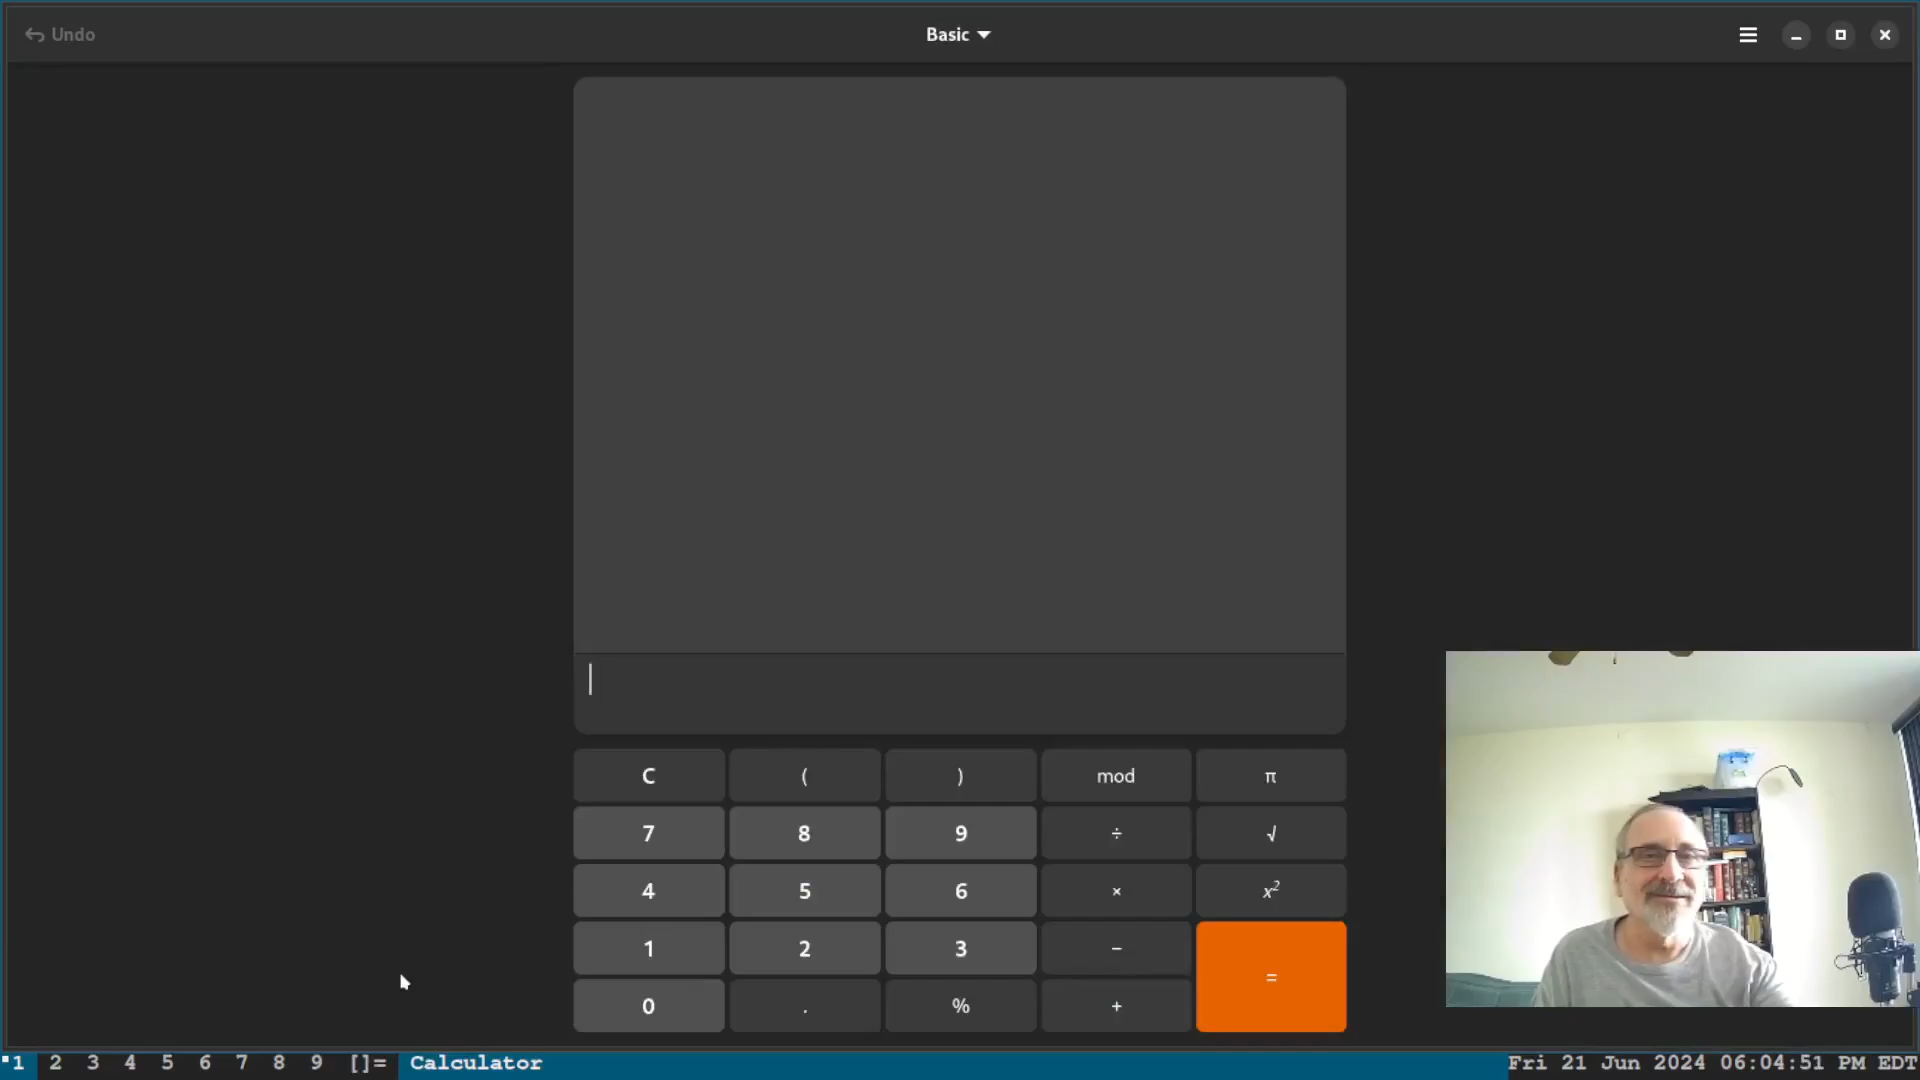 Undo
Basic
C ( ) mod π
7 8 9 ÷ √
4 5 6 × x²
1 2 3 −
=
0 . % +
1 2 3 4 5 6 7 8 9 []= Calculator Fri 21 Jun 2024 06:04:51 PM EDT